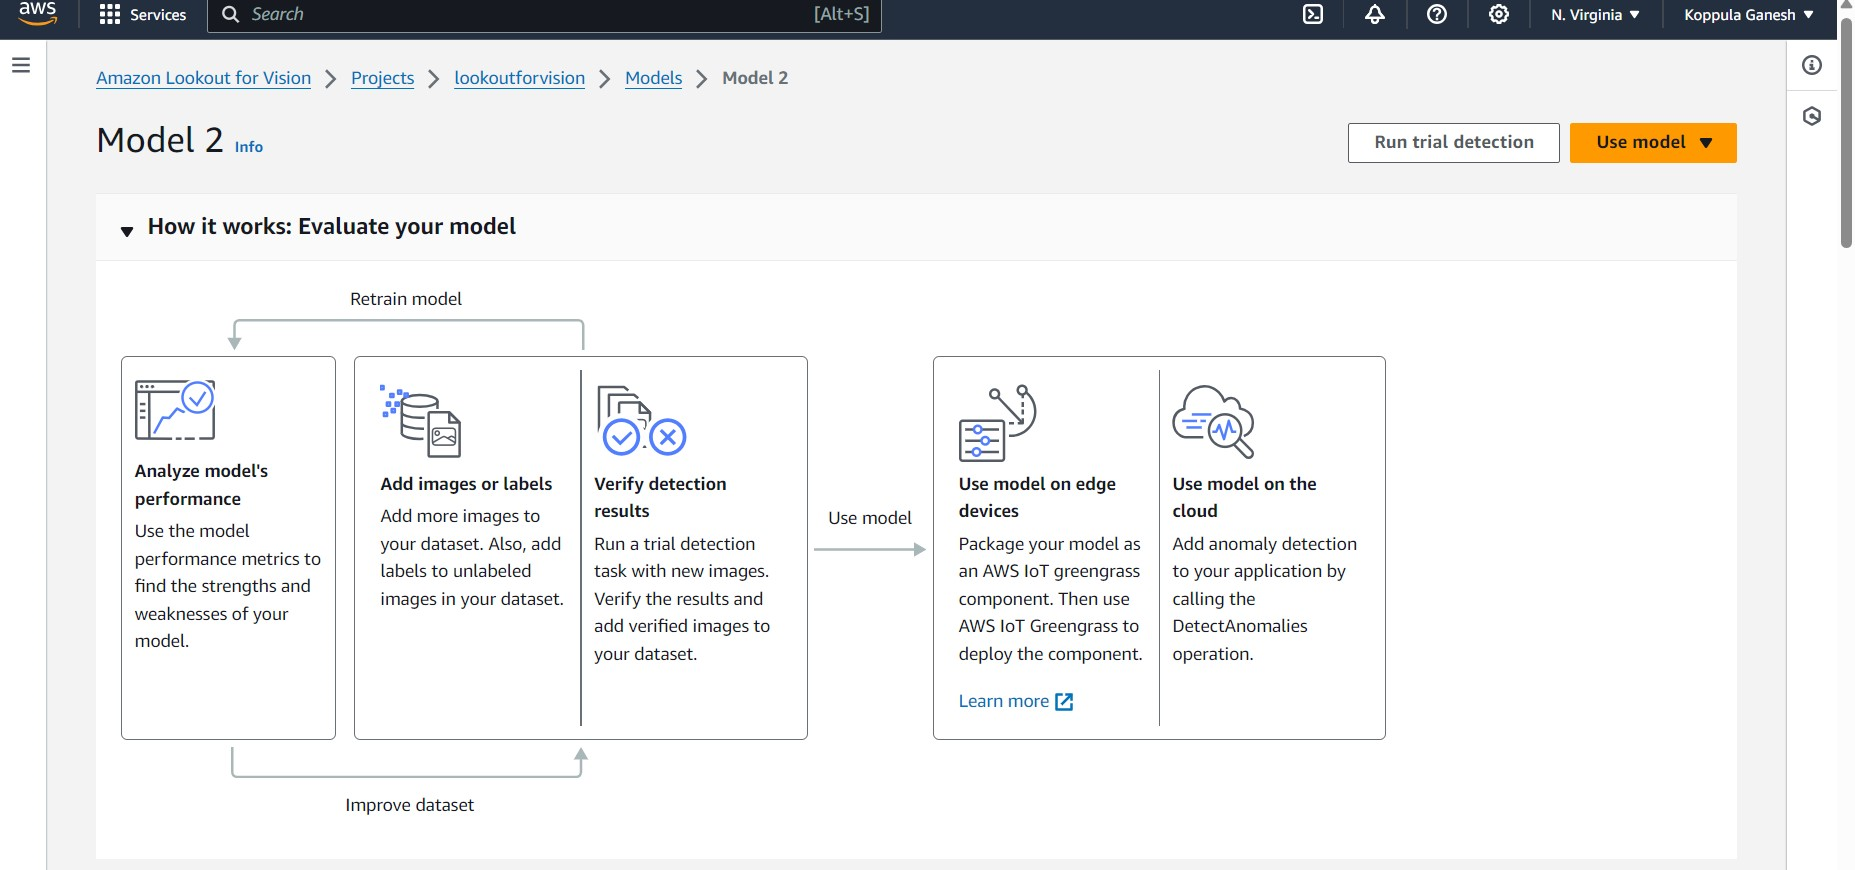 aws
Services
Search
[Alt+S]
N. Virginia
Koppula Ganesh
Amazon Lookout for Vision
Projects
lookoutforvision
Models
Model 2
Model 2
Info
Run trial detection
Use model
How it works: Evaluate your model
Retrain model
Analyze model's
performance
Use the model
performance metrics to
find the strengths and
weaknesses of your
model.
Add images or labels
Add more images to
your dataset. Also, add
labels to unlabeled
images in your dataset.
Verify detection
results
Run a trial detection
task with new images.
Verify the results and
add verified images to
your dataset.
Use model
Use model on edge
devices
Package your model as
an AWS IoT greengrass
component. Then use
AWS IoT Greengrass to
deploy the component.
Learn more
Use model on the
cloud
Add anomaly detection
to your application by
calling the
DetectAnomalies
operation.
Improve dataset